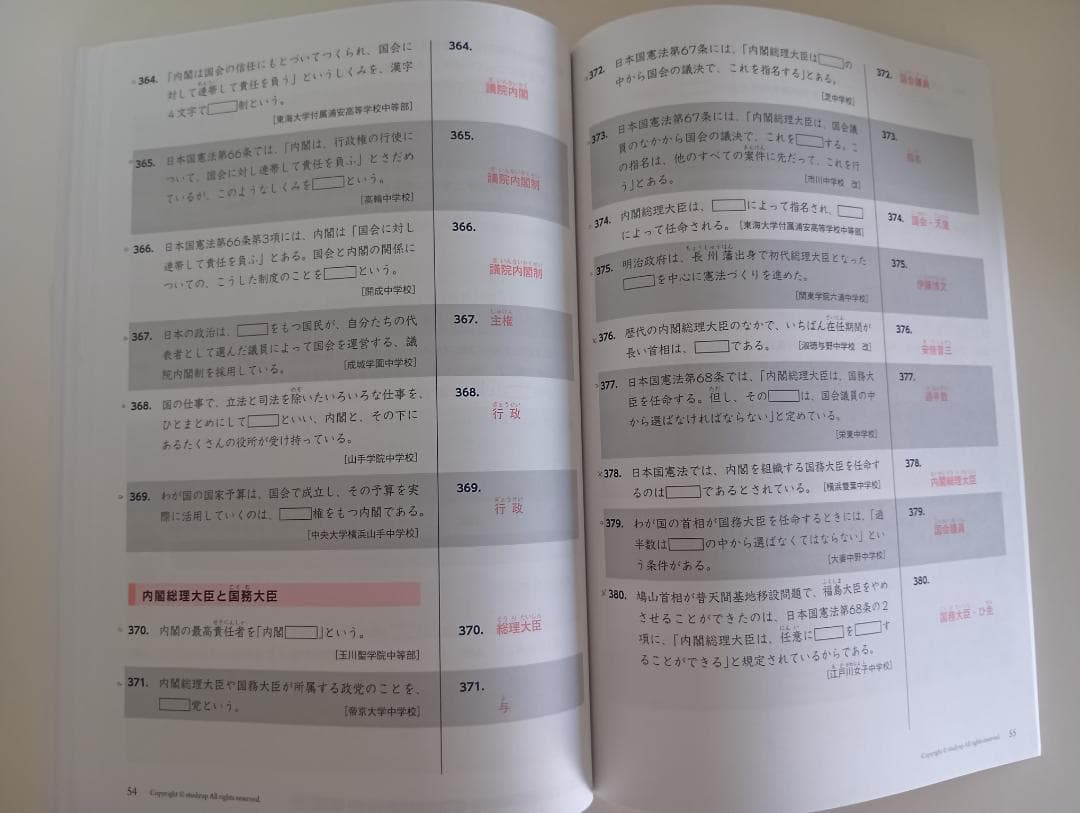 364. 「内閣は国会の信任にもとづいてつくられ、国会に
対して連帯して責任を負う」というしくみを、漢字
4文字で□制という。
[東海大学付属浦安高等学校中等部]
364.
議院内閣
365. 日本国憲法第66条では、「内閣は、行政権の行使に
ついて、国会に対し連帯して責任を負ふ」とさだめ
ているが、このようなしくみを□という。
[高輪中学校]
365.
議院内閣制
366. 日本国憲法第66条第3項には、内閣は「国会に対し
連帯して責任を負ふ」とある。国会と内閣の関係に
ついての、こうした制度のことを□という。
[開成中学校]
366.
議院内閣制
367. 日本の政治は、□をもつ国民が、自分たちの代
表者として選んだ議員によって国会を運営する、議
院内閣制を採用している。
[成城学園中学校]
367. 主権
368. 国の仕事で、立法と司法を除いたいろいろな仕事を、
ひとまとめにして□といい、内閣と、その下に
あるたくさんの役所が受け持っている。
[山手学院中学校]
368.
行政
369. わが国の国家予算は、国会で成立し、その予算を実
際に活用していくのは、□権をもつ内閣である。
[中央大学横浜山手中学校]
369.
行政
内閣総理大臣と国務大臣
370. 内閣の最高責任者を「内閣□」という。
[玉川聖学院中等部]
370. 総理大臣
371. 内閣総理大臣や国務大臣が所属する政党のことを、
□党という。
[帝京大学中学校]
371.
与
54 Copyright © studyup All rights reserved.
372. 日本国憲法第67条には、「内閣総理大臣は□の
中から国会の議決で、これを指名する」とある。
[芝中学校]
372. 国会議員
373. 日本国憲法第67条には、「内閣総理大臣は、国会議
員のなかから国会の議決で、これを□する。こ
の指名は、他のすべての案件に先だって、これを行
う」とある。
[市川中学校 改]
373.
指名
374. 内閣総理大臣は、□によって指名され、□
によって任命される。
[東海大学付属浦安高等学校中等部]
374. 国会・天皇
375. 明治政府は、長州藩出身で初代総理大臣となった
□を中心に憲法づくりを進めた。
[関東学院六浦中学校]
375.
伊藤博文
376. 歴代の内閣総理大臣のなかで、いちばん在任期間が
長い首相は、□である。
[淑徳与野中学校 改]
376.
安倍晋三
377. 日本国憲法第68条では、「内閣総理大臣は、国務大
臣を任命する。但し、その□は、国会議員の中
から選ばなければならない」と定めている。
[栄東中学校]
377.
過半数
378. 日本国憲法では、内閣を組織する国務大臣を任命す
るのは□であるとされている。
[横浜雙葉中学校]
378.
内閣総理大臣
379. わが国の首相が国務大臣を任命するときには、「過
半数は□の中から選ばなくてはならない」とい
う条件がある。
[大妻中野中学校]
379.
国会議員
380. 鳩山首相が普天間基地移設問題で、福島大臣をやめ
させることができたのは、日本国憲法第68条の2
項に、「内閣総理大臣は、任意に□を□す
ることができる」と規定されているからである。
[江戸川女子中学校]
380.
国務大臣・ひ免
Copyright © studyup All rights reserved. 55